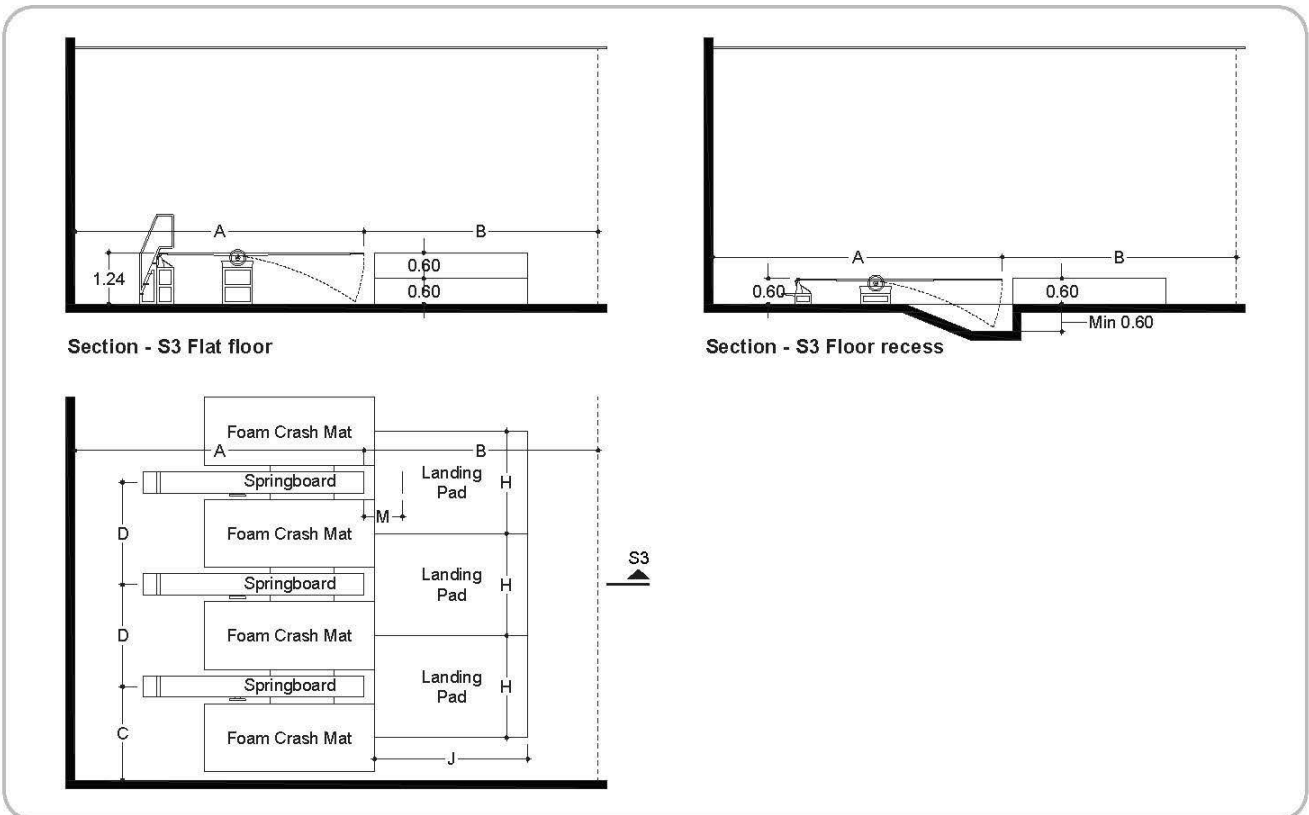 A
B
1.24
0.60
0.60
Section - S3 Flat floor
A
B
0.60
0.60
Min 0.60
Section - S3 Floor recess
Foam Crash Mat
A
B
Springboard
Landing
Pad
H
M
D
Foam Crash Mat
S3
Springboard
Landing
Pad
H
D
Foam Crash Mat
Springboard
Landing
Pad
H
C
Foam Crash Mat
J